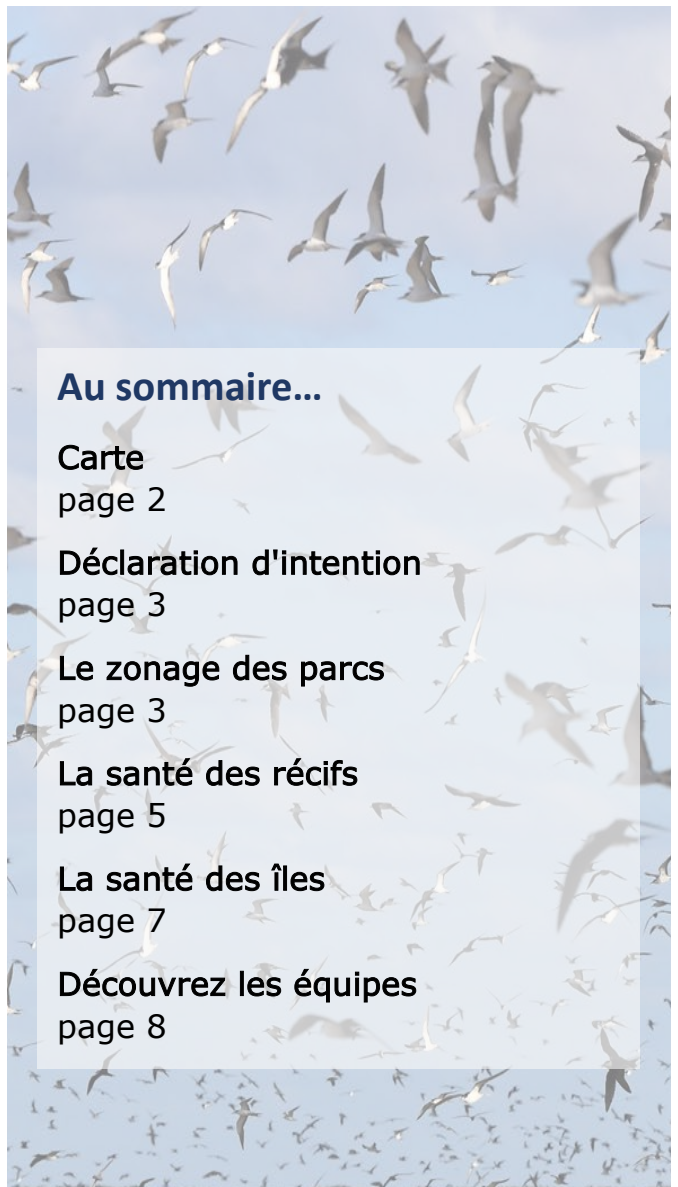 Au sommaire…
Carte
page 2
Déclaration d'intention
page 3
Le zonage des parcs
page 3
La santé des récifs
page 5
La santé des îles
page 7
Découvrez les équipes
page 8